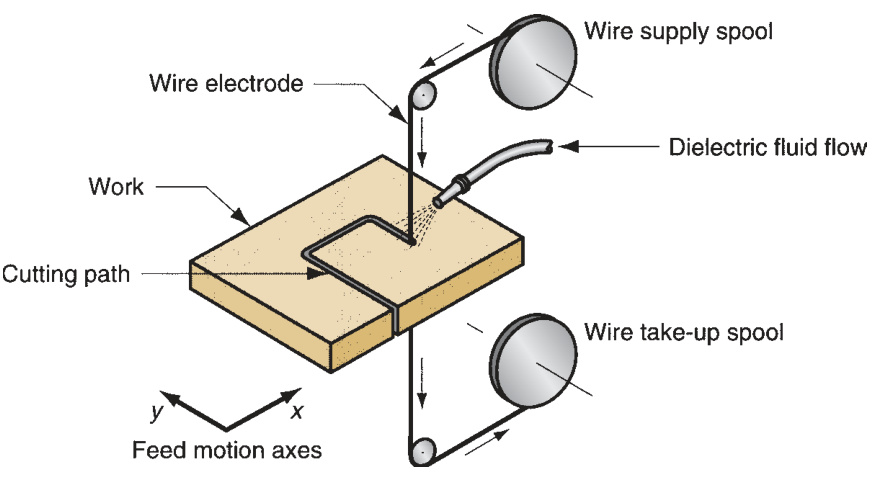 Wire supply spool
Wire electrode
Dielectric fluid flow
Work
Cutting path
Wire take-up spool
y
x
Feed motion axes